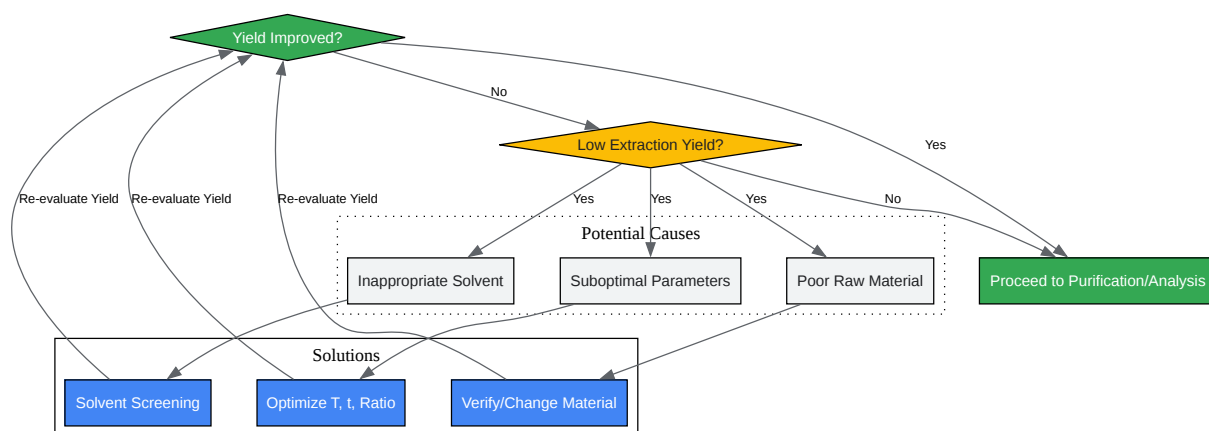 Yield Improved?
No
Low Extraction Yield?
Yes
Re-evaluate Yield
Re-evaluate Yield
Re-evaluate Yield
Yes
Yes
Yes
No
Potential Causes
Inappropriate Solvent
Suboptimal Parameters
Poor Raw Material
Proceed to Purification/Analysis
Solutions
Solvent Screening
Optimize T, t, Ratio
Verify/Change Material